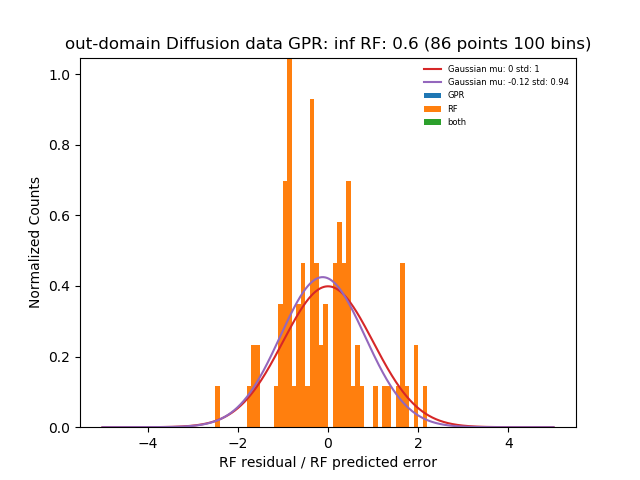 out-domain Diffusion data GPR: inf RF: 0.6 (86 points 100 bins)
Gaussian mu: 0 std: 1
Gaussian mu: -0.12 std: 0.94
GPR
RF
both
Normalized Counts
1.0
0.8
0.6
0.4
0.2
0.0
−4
−2
0
2
4
RF residual / RF predicted error